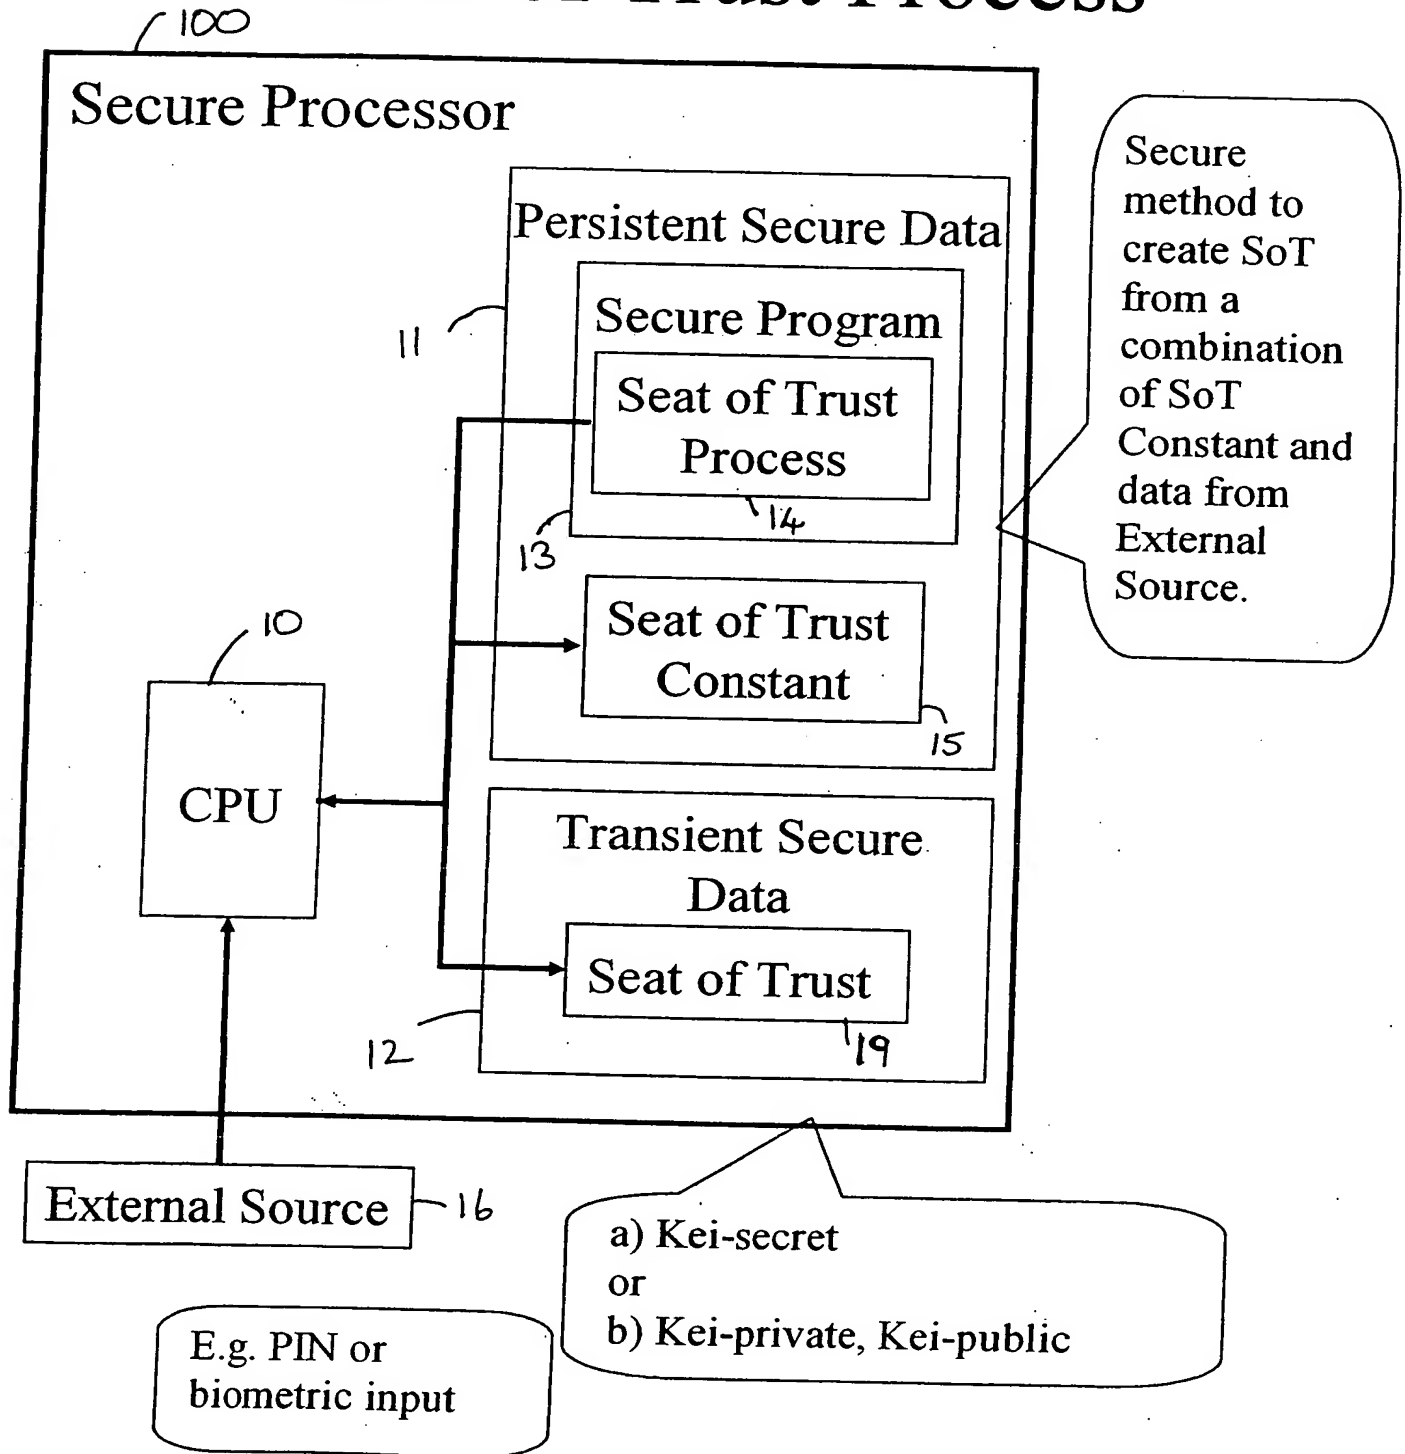 Trust Process
100
Secure Processor
Persistent Secure Data
11
Secure Program
Seat of Trust
Process
14
13
Seat of Trust
Constant
15
10
CPU
Transient Secure
Data
Seat of Trust
19
12
External Source
16
Secure
method to
create SoT
from a
combination
of SoT
Constant and
data from
External
Source.
a) Kei-secret
or
b) Kei-private, Kei-public
E.g. PIN or
biometric input